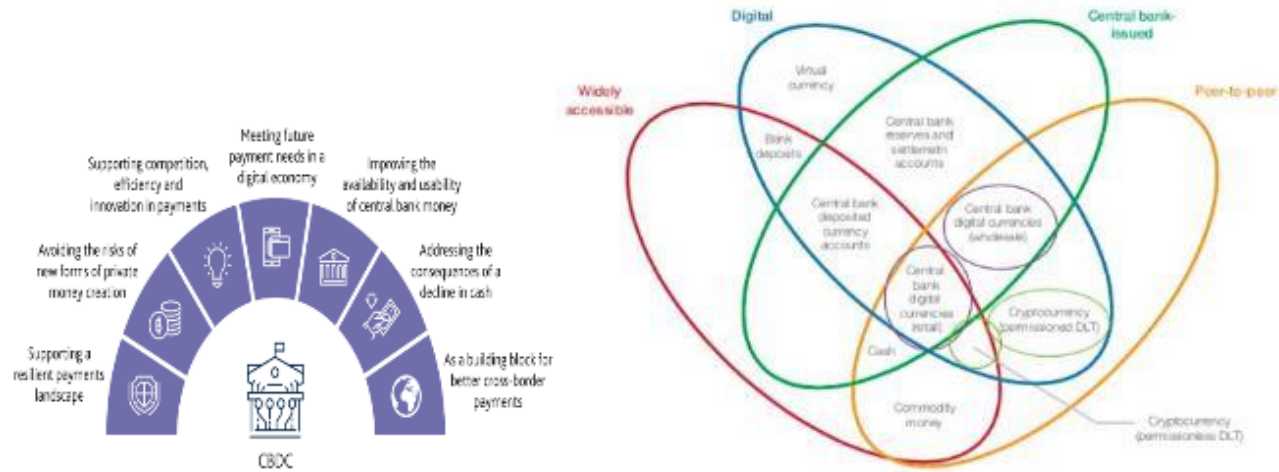 Supporting a
resilient payments
landscape
Avoiding the risks of
new forms of private
money creation
Supporting competition,
efficiency and
innovation in payments
Meeting future
payment needs in a
digital economy
Improving the
availability and usability
of central bank money
Addressing the
consequences of a
decline in cash
As a building block for
better cross-border
payments
CBDC
Digital
Central bank-
issued
Widely
accessible
Peer-to-peer
Virtual
currency
Bank
deposits
Central bank
reserves and
settlemetn
accounts
Central bank
deposited
currency
accounts
Central bank
digital currencies
(wholesale)
Central
bank
digital
currencies
(retail)
Cryptocurrency
(permissioned DLT)
Cash
Commodity
money
Cryptocurrency
(permissionless DLT)